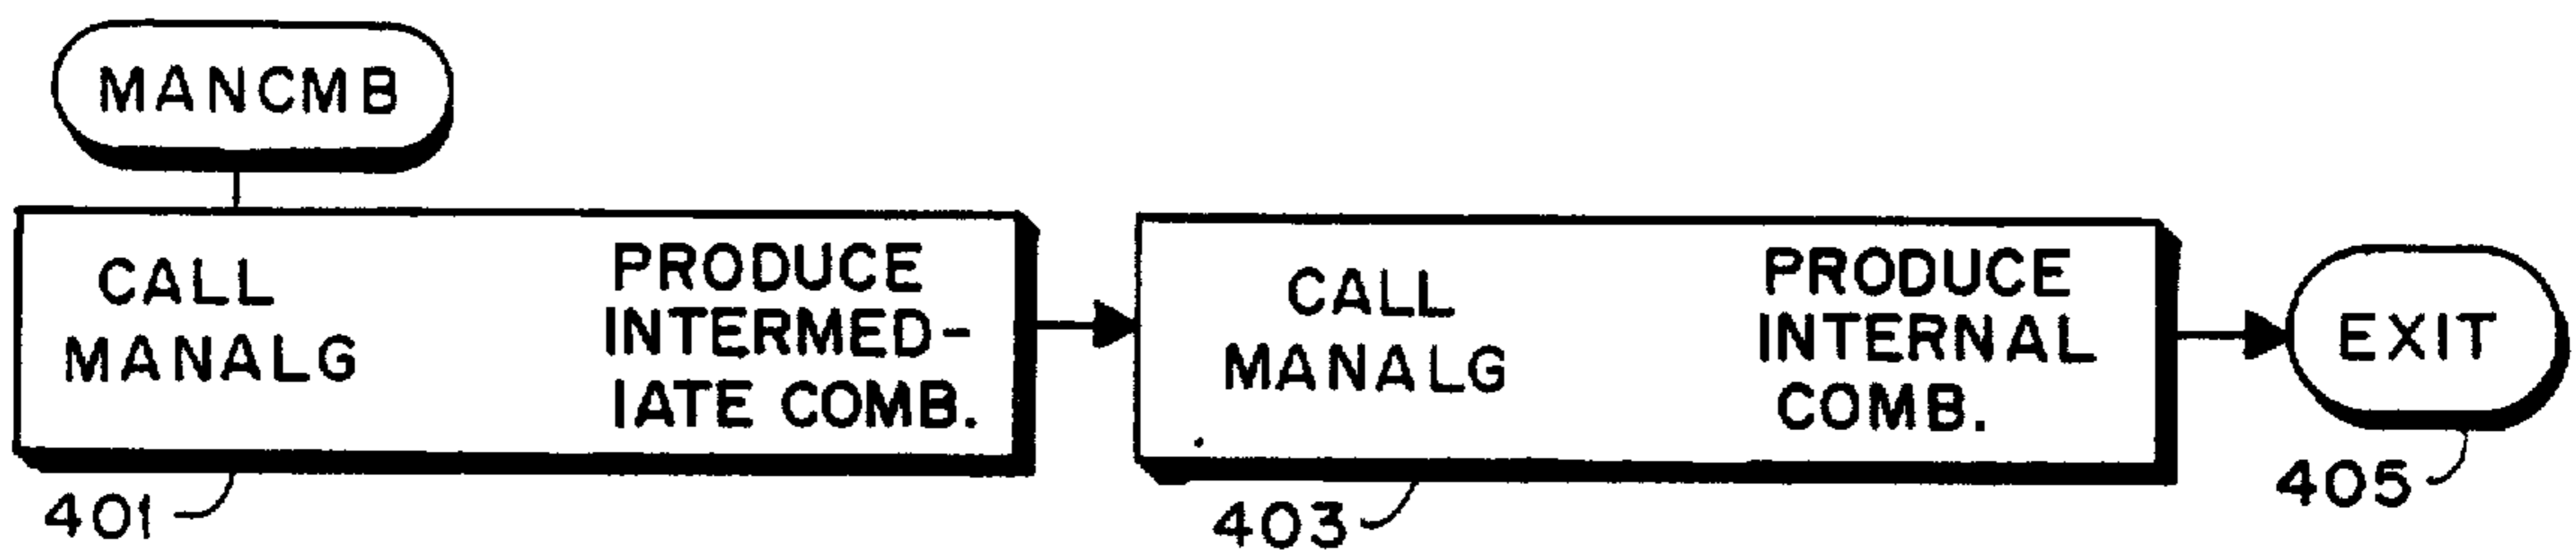 MANCMB
CALL
MANALG
PRODUCE
INTERMED-
IATE COMB.
401
CALL
MANALG
PRODUCE
INTERNAL
COMB.
403
EXIT
405